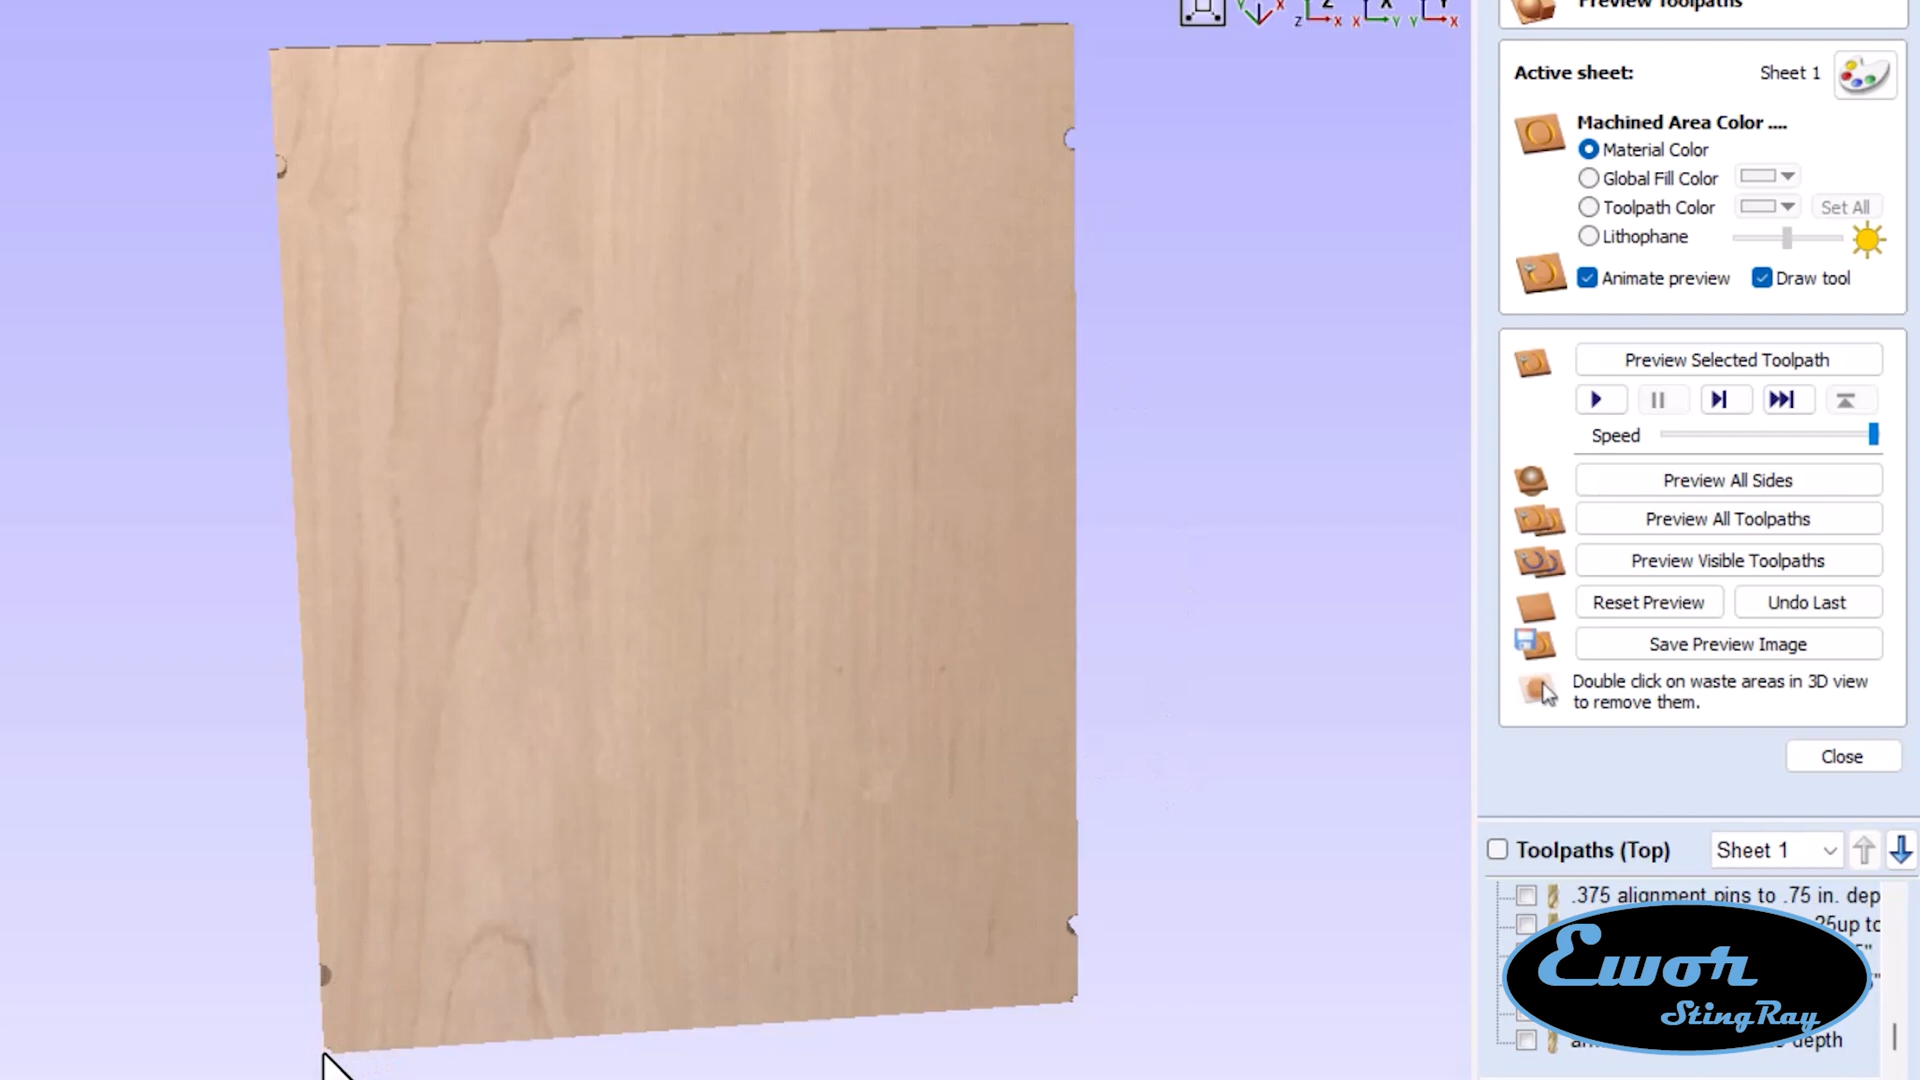 Preview Toolpaths
Active sheet: Sheet 1
Machined Area Color ....
Material Color
Global Fill Color
Toolpath Color Set All
Lithophane
Animate preview Draw tool
Preview Selected Toolpath
Speed
Preview All Sides
Preview All Toolpaths
Preview Visible Toolpaths
Reset Preview Undo Last
Save Preview Image
Double click on waste areas in 3D view
to remove them.
Close
Toolpaths (Top) Sheet 1
.375 alignment pins to .75 in. dep
25up to
Ewor
StingRay
depth